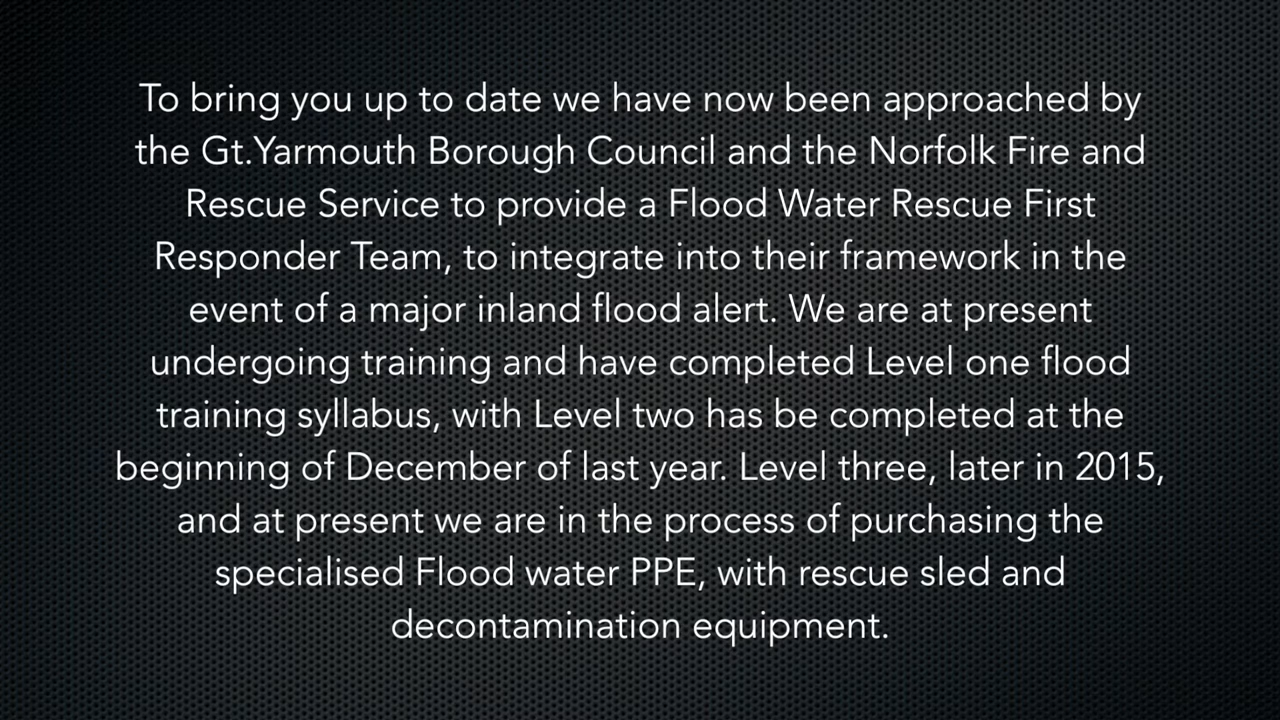 To bring you up to date we have now been approached by
the Gt.Yarmouth Borough Council and the Norfolk Fire and
Rescue Service to provide a Flood Water Rescue First
Responder Team, to integrate into their framework in the
event of a major inland flood alert. We are at present
undergoing training and have completed Level one flood
training syllabus, with Level two has be completed at the
beginning of December of last year. Level three, later in 2015,
and at present we are in the process of purchasing the
specialised Flood water PPE, with rescue sled and
decontamination equipment.